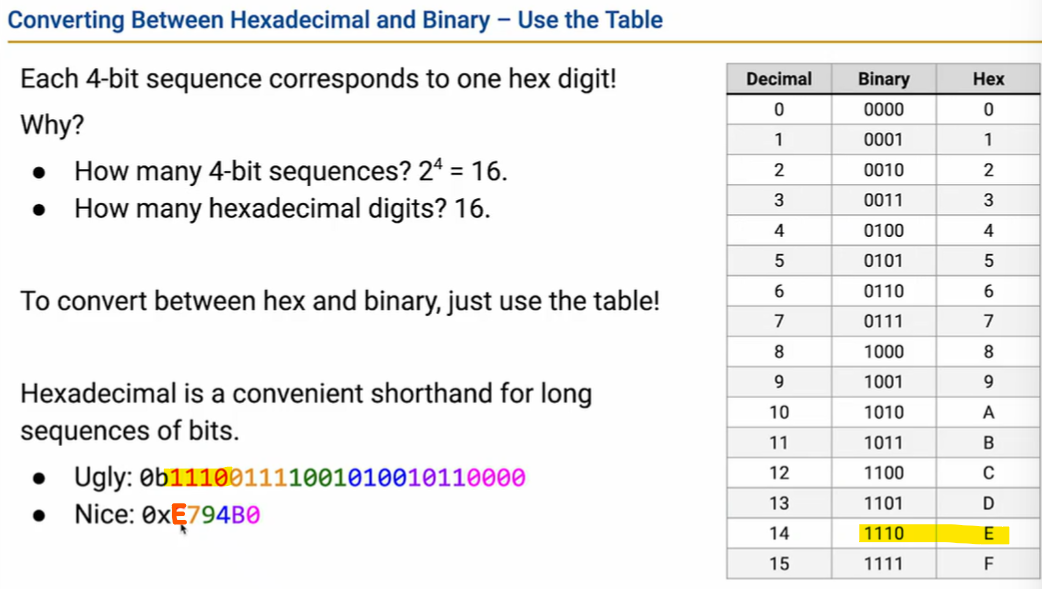 Converting Between Hexadecimal and Binary – Use the Table
Each 4-bit sequence corresponds to one hex digit!
Why?
● How many 4-bit sequences? 2⁴ = 16.
● How many hexadecimal digits? 16.
To convert between hex and binary, just use the table!
Hexadecimal is a convenient shorthand for long
sequences of bits.
● Ugly: 0b111001111001010010110000
● Nice: 0xE794B0
Decimal Binary Hex
0 0000 0
1 0001 1
2 0010 2
3 0011 3
4 0100 4
5 0101 5
6 0110 6
7 0111 7
8 1000 8
9 1001 9
10 1010 A
11 1011 B
12 1100 C
13 1101 D
14 1110 E
15 1111 F